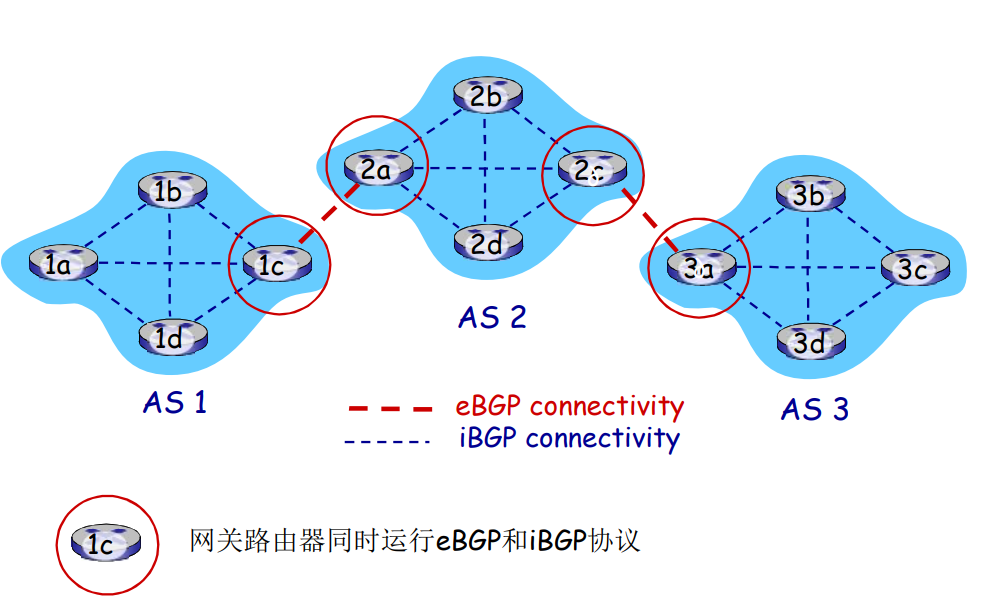 2b
2a
2c
2d
AS 2
1b
1a
1c
1d
AS 1
3b
3a
3c
3d
AS 3
eBGP connectivity
iBGP connectivity
1c
网关路由器同时运行eBGP和iBGP协议